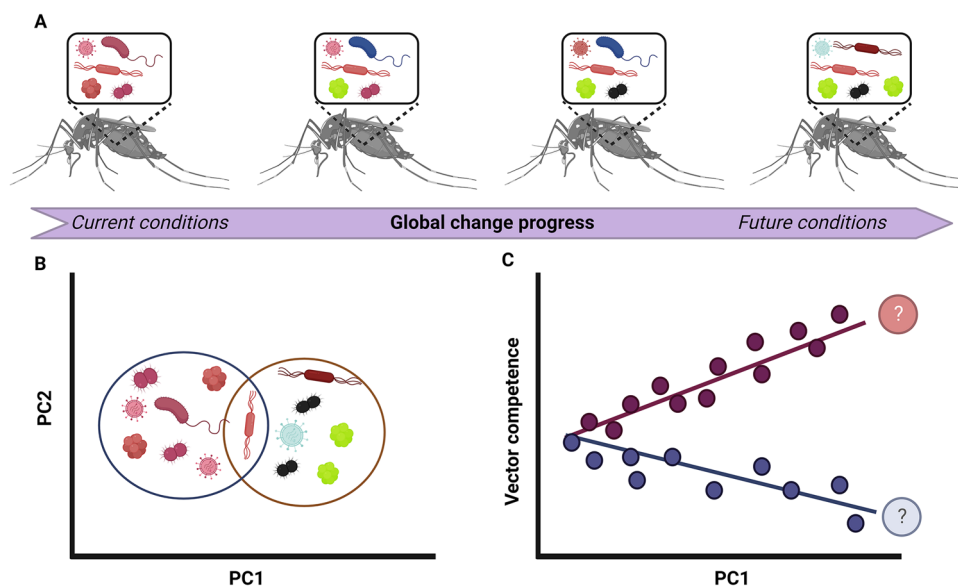 A
Current conditions
Global change progress
Future conditions
B
PC2
PC1
C
Vector competence
?
?
PC1